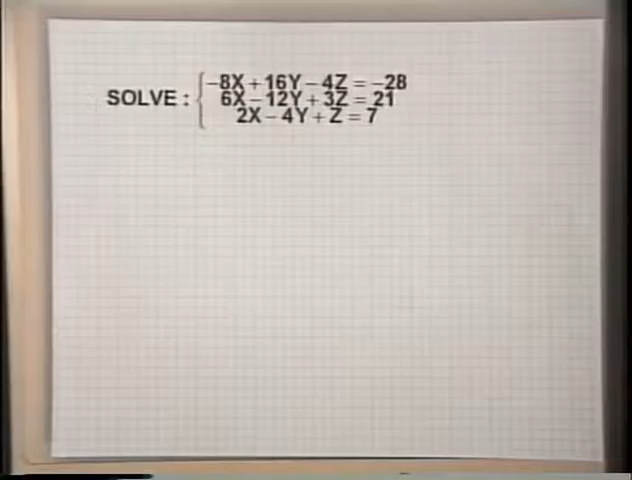 −8X + 16Y − 4Z = −28
SOLVE : { 6X − 12Y + 3Z = 21
2X − 4Y + Z = 7